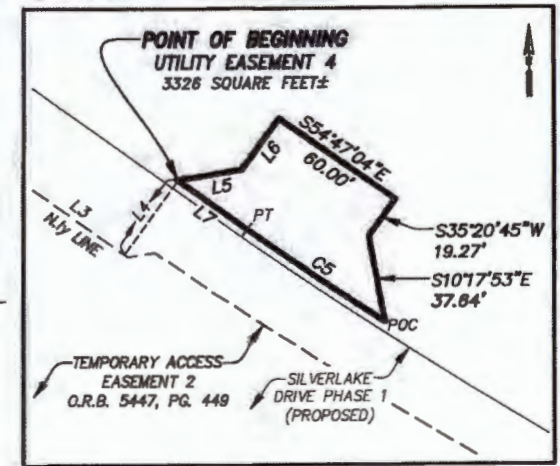 POINT OF BEGINNING
UTILITY EASEMENT 4
3326 SQUARE FEET±
S54°47'04"E
60.00'
L6
L5
L3
L4
N.ly LINE
L7
PT
S35°20'45"W
19.27'
C5
S10°17'53"E
37.64'
POC
TEMPORARY ACCESS
EASEMENT 2
O.R.B. 5447, PG. 449
SILVERLAKE
DRIVE PHASE 1
(PROPOSED)